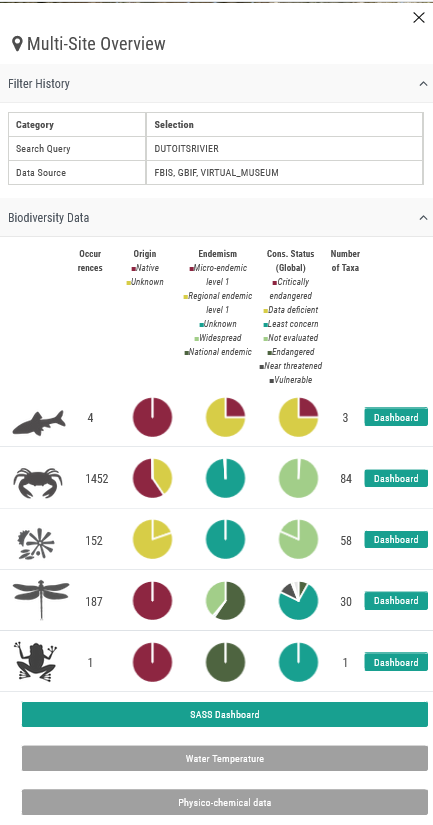 Multi-Site Overview
Filter History
Category Selection
Search Query DUTOITSRIVIER
Data Source FBIS, GBIF, VIRTUAL_MUSEUM
Biodiversity Data
Occur Origin Endemism Cons. Status Number
rences Native Micro-endemic (Global) of Taxa
Unknown level 1 Critically
Regional endemic endangered
level 1 Data deficient
Unknown Least concern
Widespread Not evaluated
National endemic Endangered
Near threatened
Vulnerable
4 3 Dashboard
1452 84 Dashboard
152 58 Dashboard
187 30 Dashboard
1 1 Dashboard
SASS Dashboard
Water Temperature
Physico-chemical data